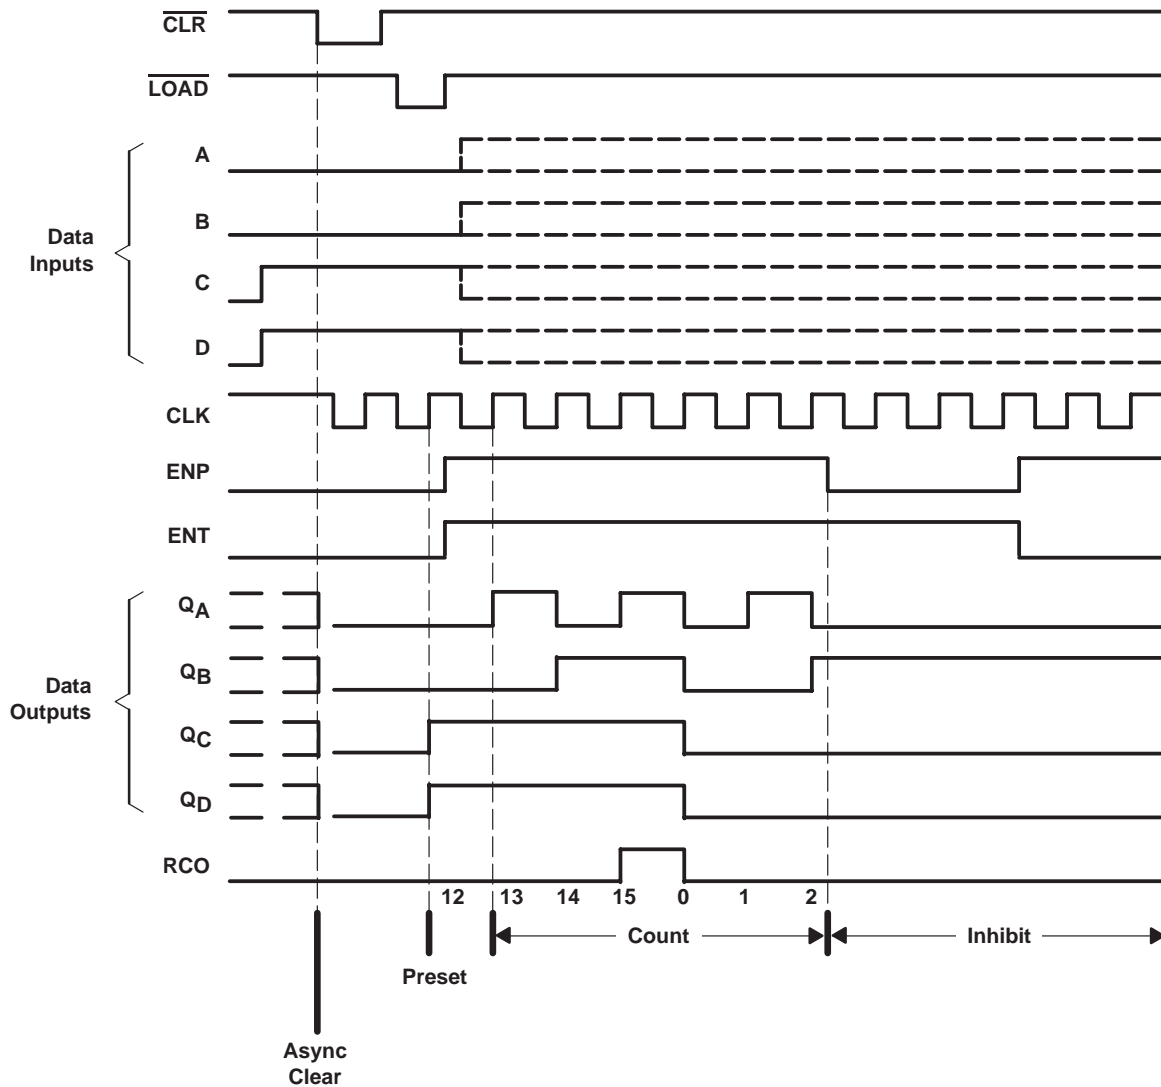 CLR
LOAD
A
B
Data
Inputs
C
D
CLK
ENP
ENT
QA
QB
Data
Outputs
QC
QD
RCO
12 13 14 15 0 1 2
Count Inhibit
Preset
Async
Clear